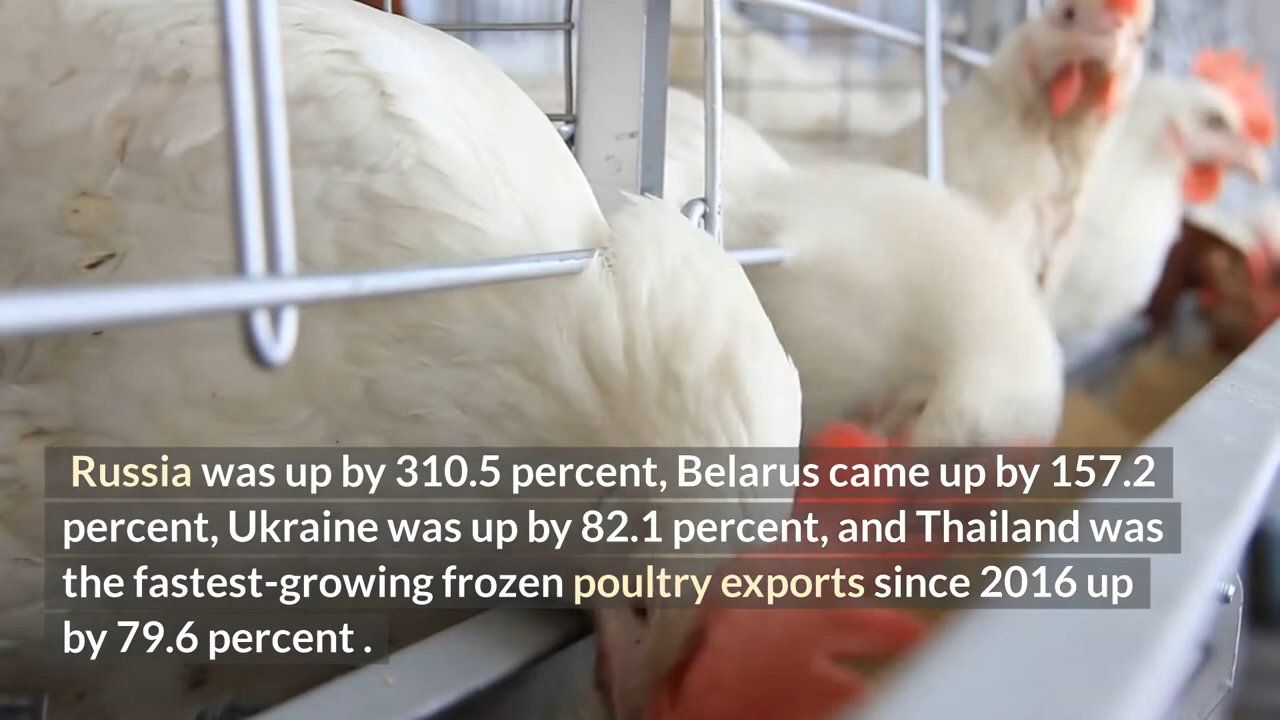 Russia was up by 310.5 percent, Belarus came up by 157.2
percent, Ukraine was up by 82.1 percent, and Thailand was
the fastest-growing frozen poultry exports since 2016 up
by 79.6 percent .